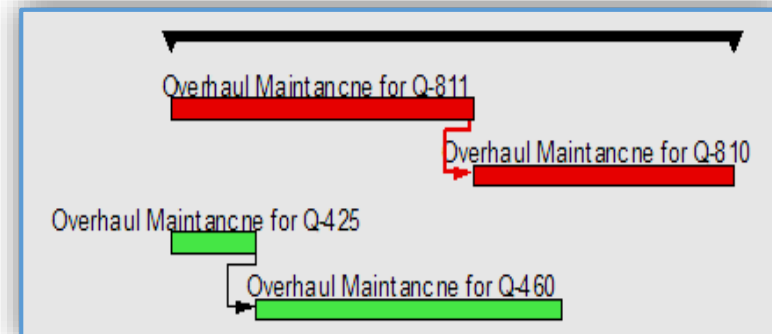 Overhaul Maintancne for Q-811
Overhaul Maintancne for Q-810
Overhaul Maintancne for Q-425
Overhaul Maintancne for Q-460